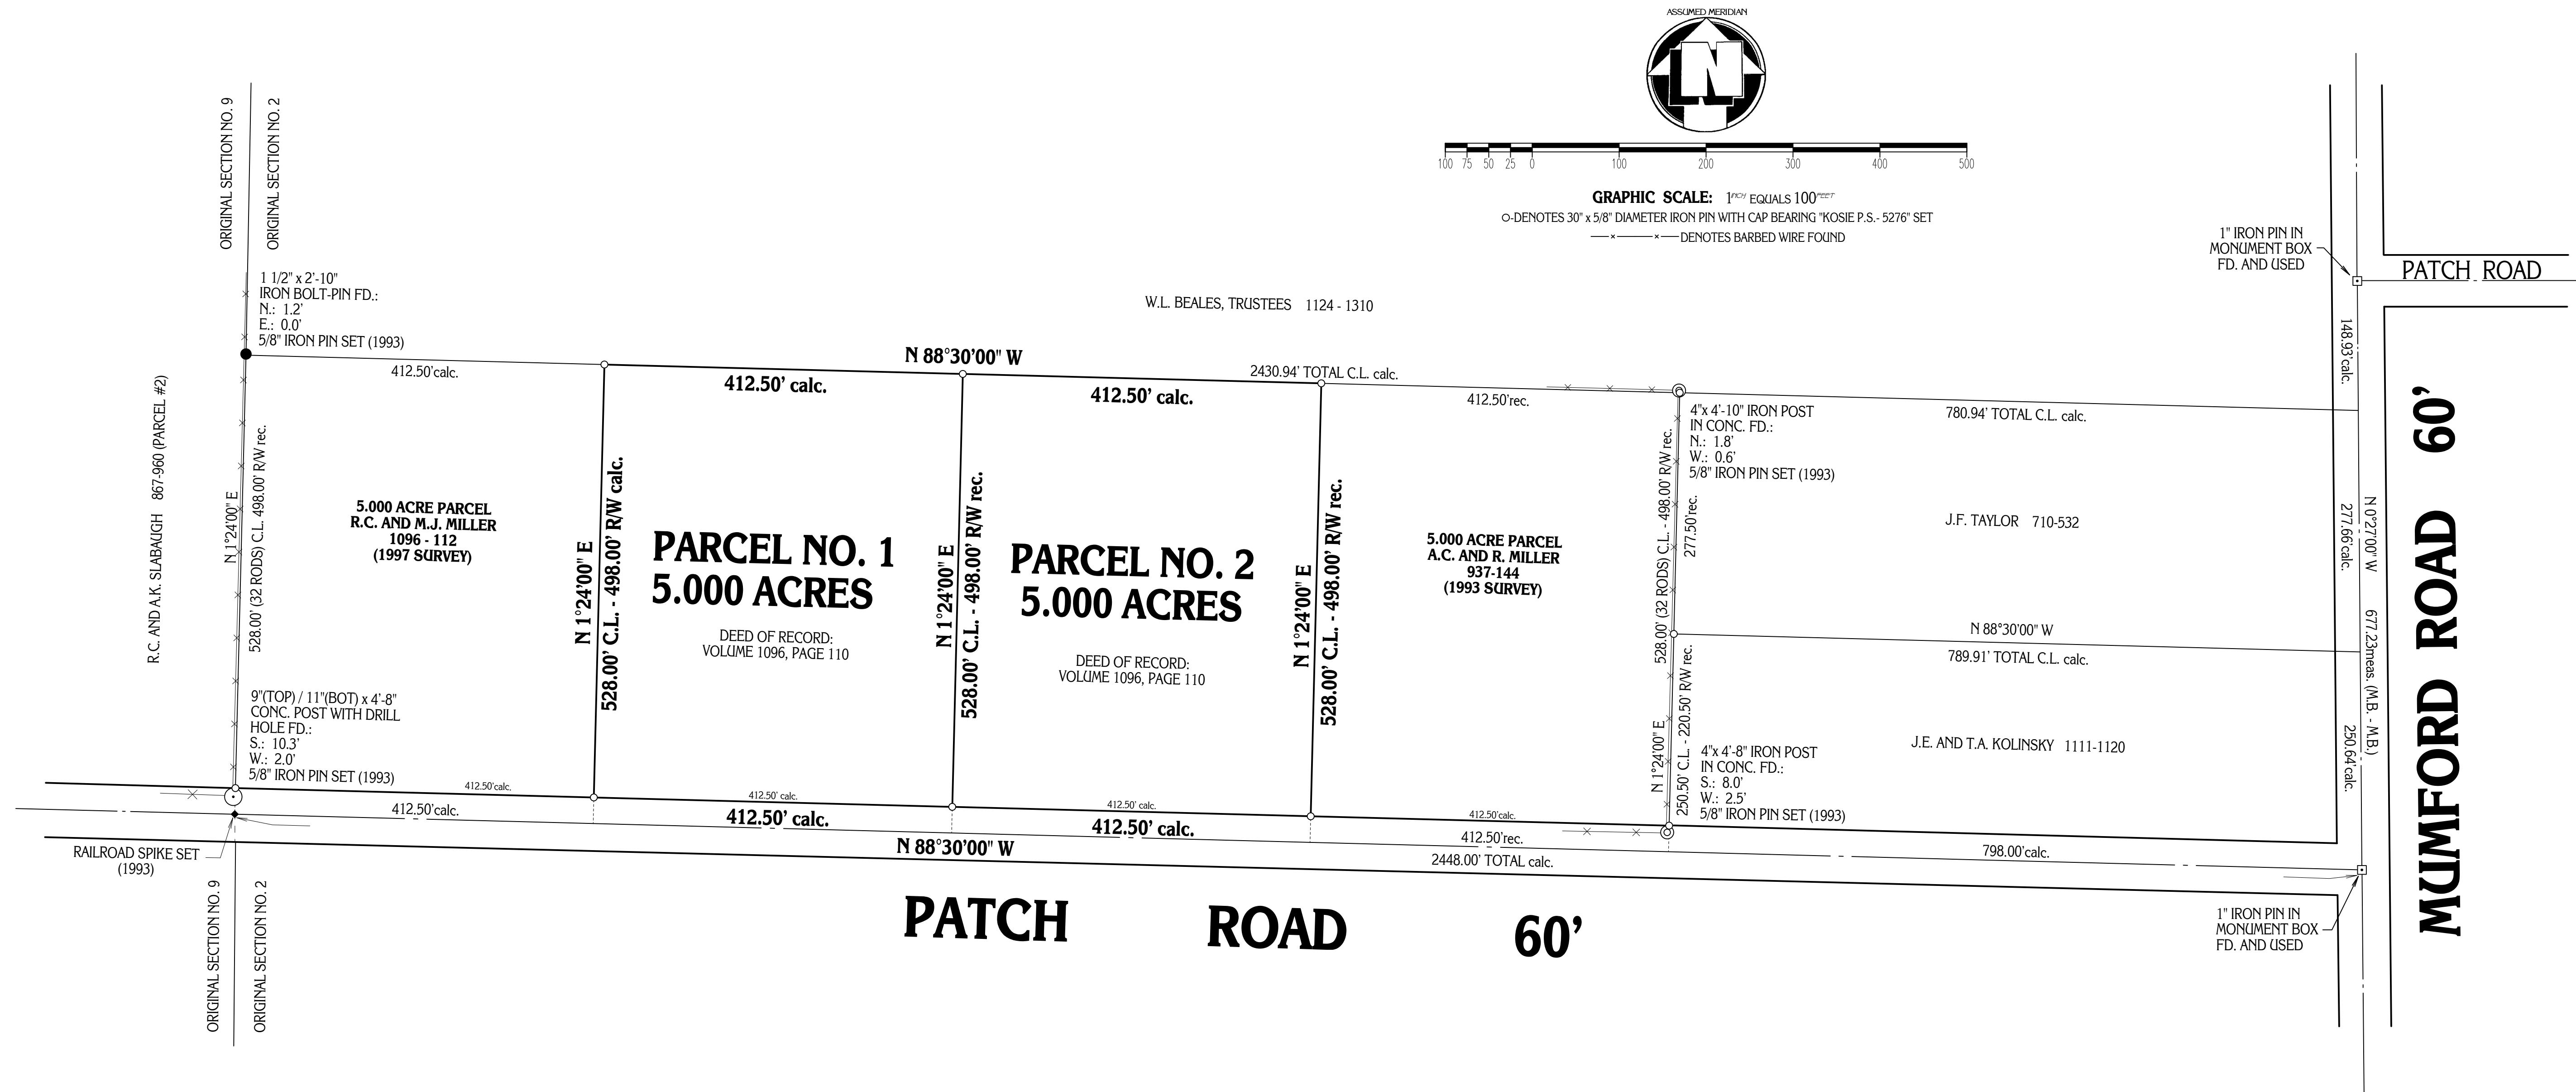 ASSUMED MERIDIAN
N
100 75 50 25 0 100 200 300 400 500
GRAPHIC SCALE: 1INCH EQUALS 100FEET
O-DENOTES 30" x 5/8" DIAMETER IRON PIN WITH CAP BEARING "KOSIE P.S.- 5276" SET
DENOTES BARBED WIRE FOUND
ORIGINAL SECTION NO. 9
ORIGINAL SECTION NO. 2
1 1/2" x 2'-10"
IRON BOLT-PIN FD.:
N.: 1.2'
E.: 0.0'
5/8" IRON PIN SET (1993)
W.L. BEALES, TRUSTEES 1124 - 1310
1" IRON PIN IN
MONUMENT BOX
FD. AND USED
PATCH ROAD
148.93'calc.
N 88°30'00" W
2430.94' TOTAL C.L. calc.
412.50'calc.
412.50' calc.
412.50' calc.
412.50'rec.
780.94' TOTAL C.L. calc.
R.C. AND A.K. SLABAUGH 867-960 (PARCEL #2)
N 1°24'00" E
528.00' (32 RODS) C.L. 498.00' R/W rec.
5.000 ACRE PARCEL
R.C. AND M.J. MILLER
1096 - 112
(1997 SURVEY)
N 1°24'00" E
528.00' C.L. - 498.00' R/W calc.
PARCEL NO. 1
5.000 ACRES
DEED OF RECORD:
VOLUME 1096, PAGE 110
N 1°24'00" E
528.00' C.L. - 498.00' R/W rec.
PARCEL NO. 2
5.000 ACRES
DEED OF RECORD:
VOLUME 1096, PAGE 110
N 1°24'00" E
528.00' C.L. - 498.00' R/W rec.
5.000 ACRE PARCEL
A.C. AND R. MILLER
937-144
(1993 SURVEY)
528.00' (32 RODS) C.L. - 498.00' R/W rec.
N 1°24'00" E
277.50'rec.
250.50' C.L. - 220.50' R/W rec.
4"x 4'-10" IRON POST
IN CONC. FD.:
N.: 1.8'
W.: 0.6'
5/8" IRON PIN SET (1993)
J.F. TAYLOR 710-532
N 88°30'00" W
789.91' TOTAL C.L. calc.
J.E. AND T.A. KOLINSKY 1111-1120
4"x 4'-8" IRON POST
IN CONC. FD.:
S.: 8.0'
W.: 2.5'
5/8" IRON PIN SET (1993)
277.66'calc.
250.64'calc.
N 0°27'00" W 677.23meas. (M.B. - M.B.)
MUMFORD ROAD 60'
9"(TOP) / 11"(BOT) x 4'-8"
CONC. POST WITH DRILL
HOLE FD.:
S.: 10.3'
W.: 2.0'
5/8" IRON PIN SET (1993)
412.50'calc.
412.50' calc.
412.50' calc.
412.50'calc.
412.50'calc.
412.50' calc.
412.50' calc.
412.50'rec.
798.00'calc.
N 88°30'00" W
2448.00' TOTAL calc.
RAILROAD SPIKE SET
(1993)
ORIGINAL SECTION NO. 9
ORIGINAL SECTION NO. 2
PATCH ROAD 60'
1" IRON PIN IN
MONUMENT BOX
FD. AND USED